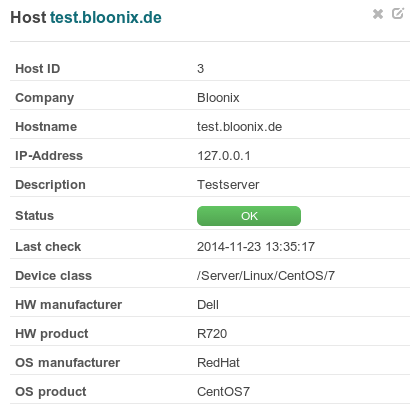 Host test.bloonix.de
Host ID 3
Company Bloonix
Hostname test.bloonix.de
IP-Address 127.0.0.1
Description Testserver
Status OK
Last check 2014-11-23 13:35:17
Device class /Server/Linux/CentOS/7
HW manufacturer Dell
HW product R720
OS manufacturer RedHat
OS product CentOS7